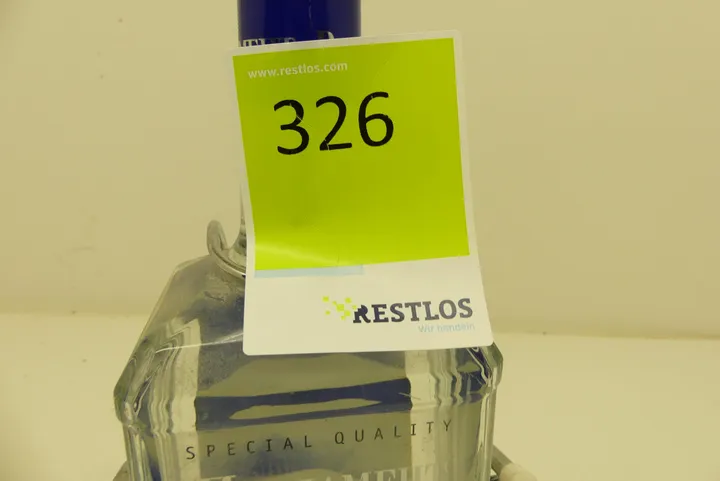 www.restlos.com
326
RESTLOS
Wir handeln
SPECIAL QUALITY